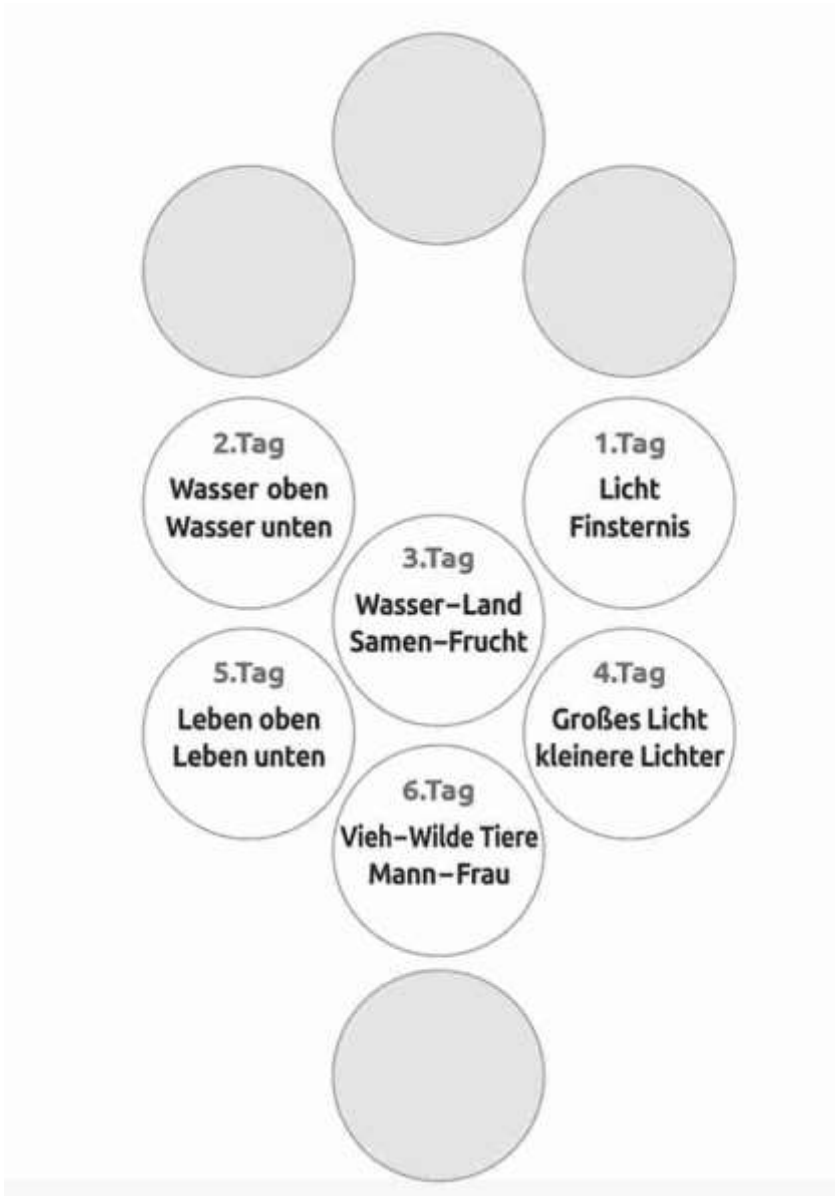 2.Tag
Wasser oben
Wasser unten
1.Tag
Licht
Finsternis
3.Tag
Wasser–Land
Samen–Frucht
5.Tag
Leben oben
Leben unten
4.Tag
Großes Licht
kleinere Lichter
6.Tag
Vieh–Wilde Tiere
Mann–Frau